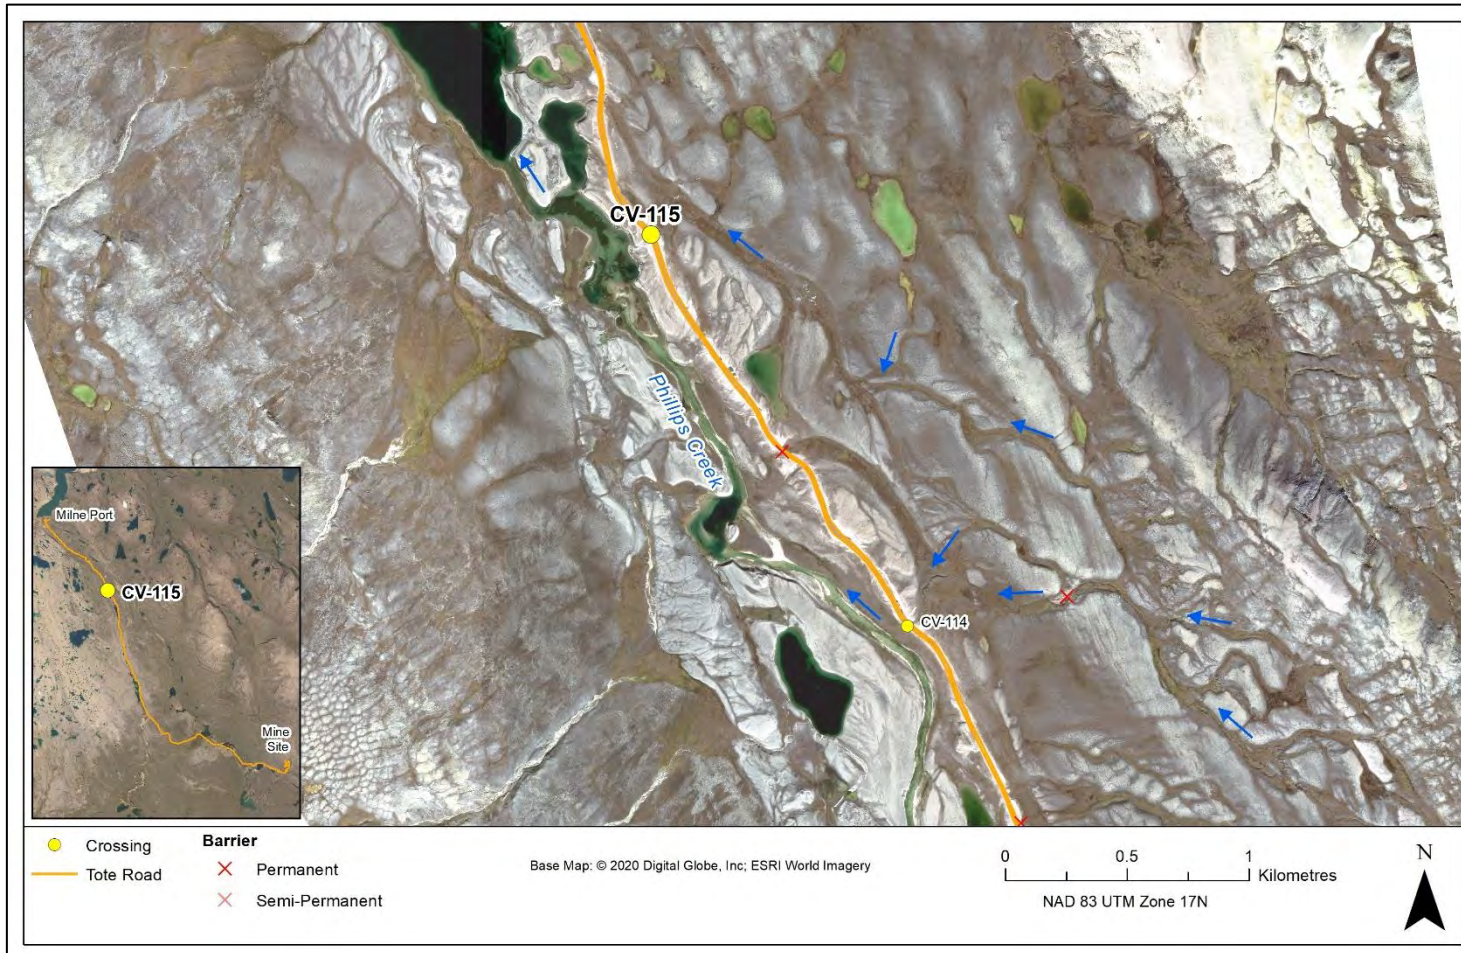 CV-115
Phillips Creek
CV-114
Milne Port
CV-115
Mine
Site
Crossing
Tote Road
Barrier
Permanent
Semi-Permanent
Base Map: © 2020 Digital Globe, Inc; ESRI World Imagery
0 0.5 1
Kilometres
NAD 83 UTM Zone 17N
N